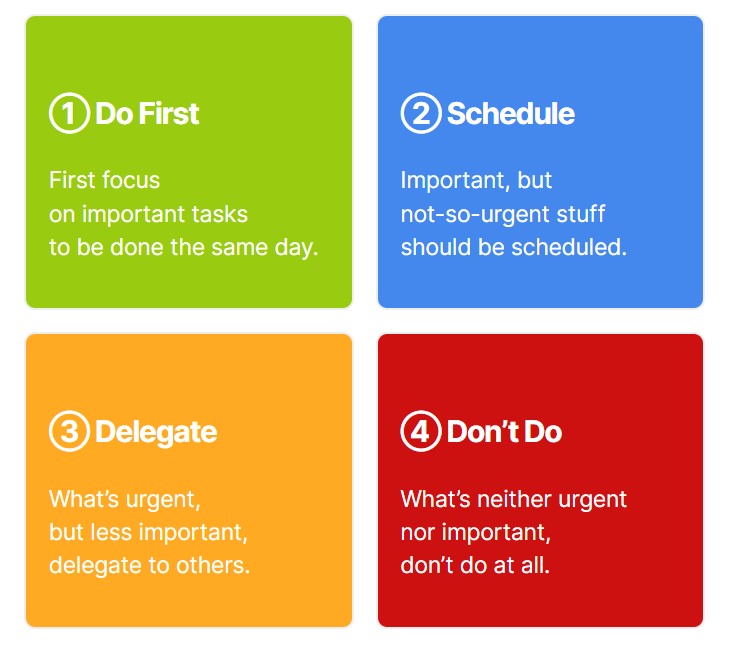 ① Do First
First focus
on important tasks
to be done the same day.
② Schedule
Important, but
not-so-urgent stuff
should be scheduled.
③ Delegate
What’s urgent,
but less important,
delegate to others.
④ Don’t Do
What’s neither urgent
nor important,
don’t do at all.